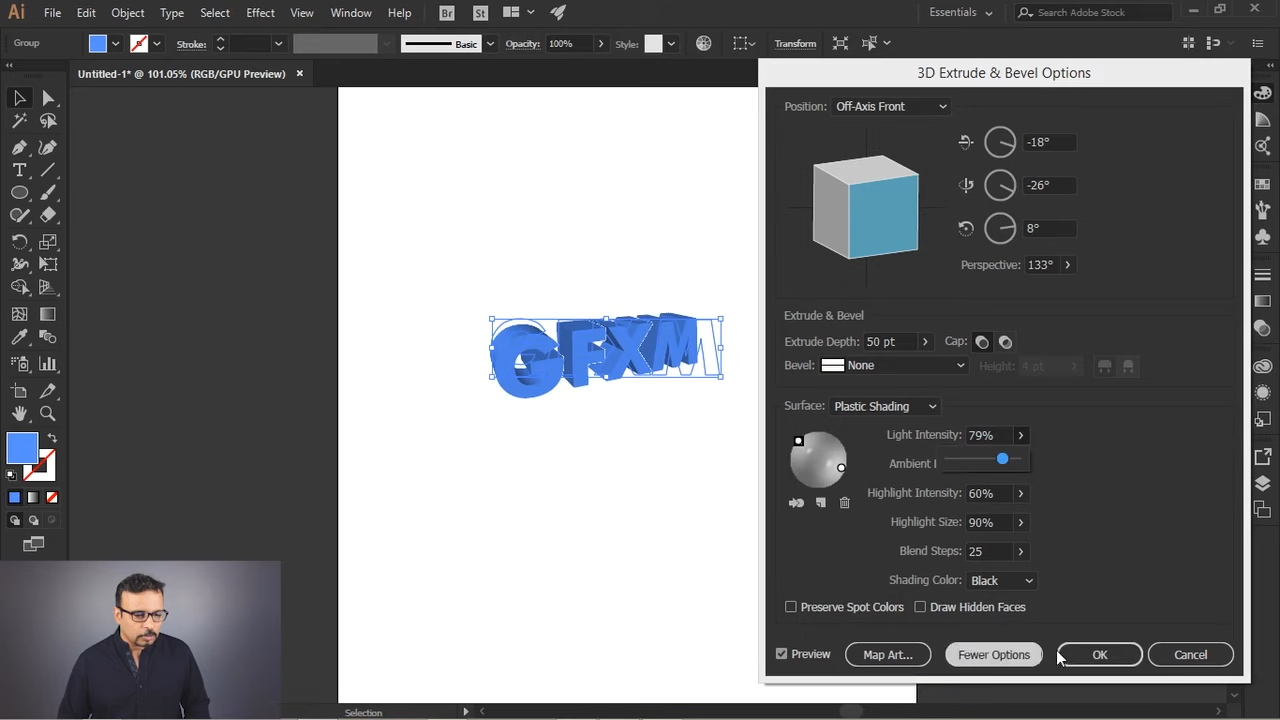 Ai File Edit Object Type Select Effect View Window Help Br St Essentials Search Adobe Stock
Group Stroke: Basic Opacity: 100% Style: Transform
Untitled-1* @ 101.05% (RGB/GPU Preview) ×
3D Extrude & Bevel Options
Position: Off-Axis Front
-18°
-26°
8°
Perspective: 133°
Extrude & Bevel
Extrude Depth: 50 pt Cap:
Bevel: None Height: 4 pt
GFXM
Surface: Plastic Shading
Light Intensity: 79%
Ambient I
Highlight Intensity: 60%
Highlight Size: 90%
Blend Steps: 25
Shading Color: Black
Preserve Spot Colors Draw Hidden Faces
Preview Map Art... Fewer Options OK Cancel
Selection